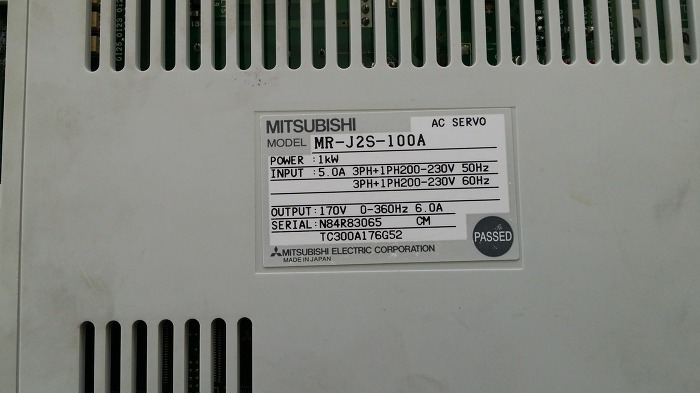 MITSUBISHI AC SERVO
MODEL MR-J2S-100A
POWER : 1kW
INPUT : 5.0A 3PH+1PH200-230V 50Hz
3PH+1PH200-230V 60Hz
OUTPUT : 170V 0-360Hz 6.0A
SERIAL : N84R83065 CM
TC300A176G52
PASSED
MITSUBISHI ELECTRIC CORPORATION
MADE IN JAPAN